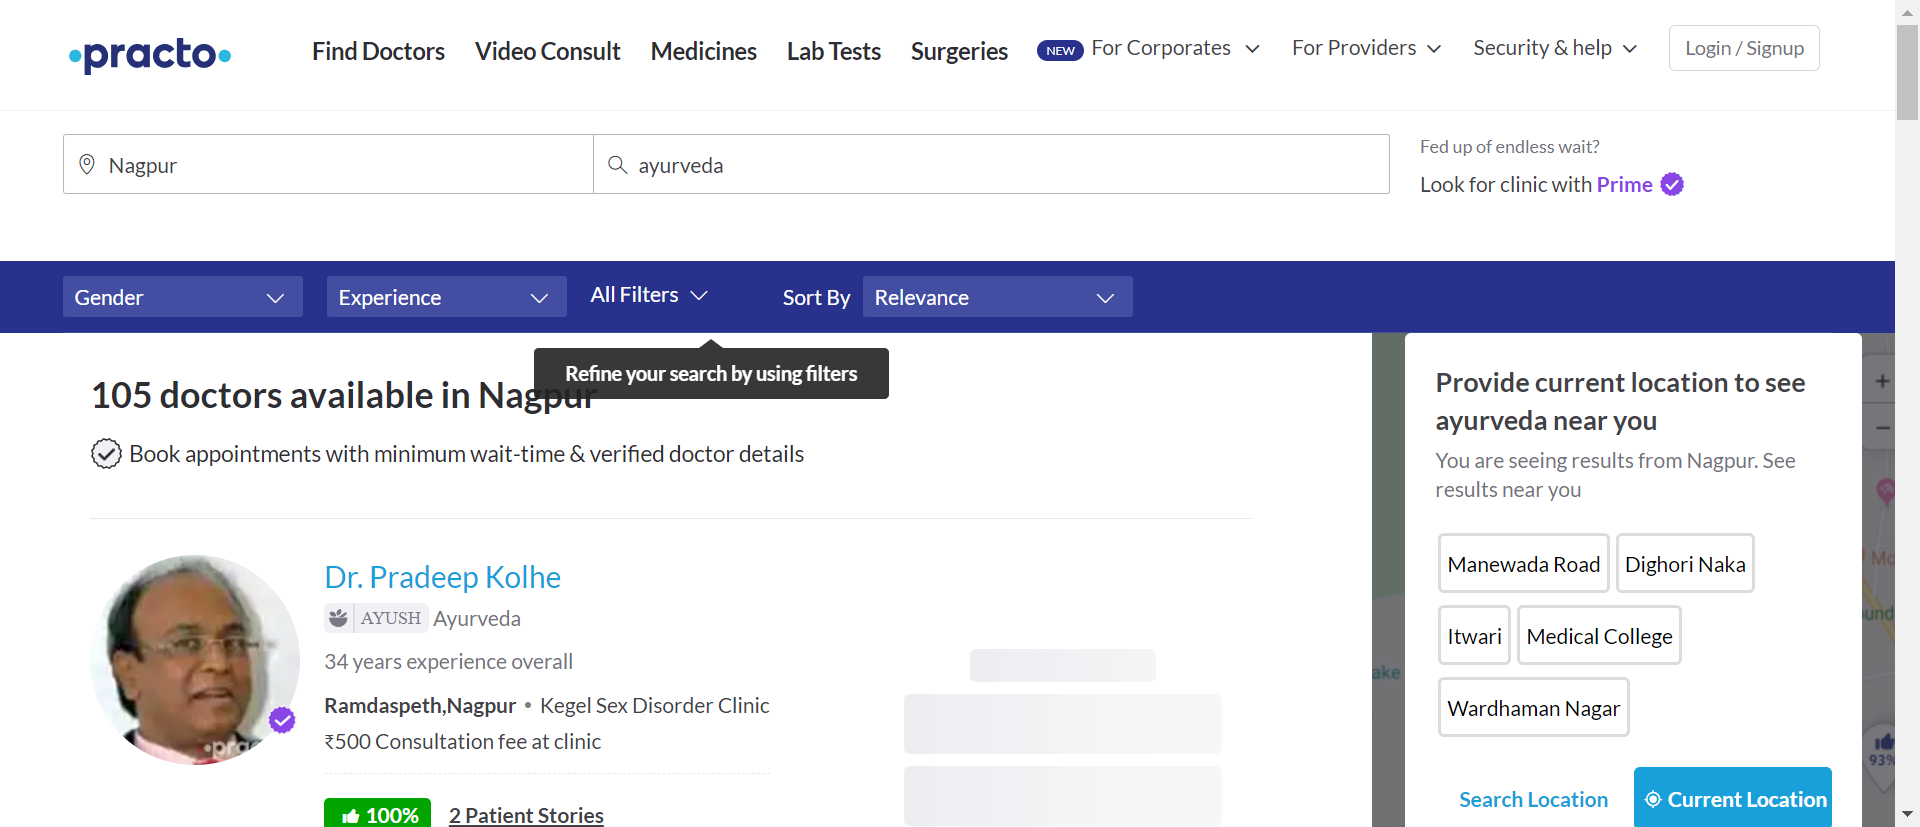 practo
Find Doctors
Video Consult
Medicines
Lab Tests
Surgeries
NEW
For Corporates
For Providers
Security & help
Login / Signup
Nagpur
ayurveda
Fed up of endless wait?
Look for clinic with Prime
Gender
Experience
All Filters
Sort By
Relevance
Refine your search by using filters
105 doctors available in Nagpur
Book appointments with minimum wait-time & verified doctor details
Dr. Pradeep Kolhe
AYUSH Ayurveda
34 years experience overall
Ramdaspeth,Nagpur • Kegel Sex Disorder Clinic
₹500 Consultation fee at clinic
100%
2 Patient Stories
Provide current location to see
ayurveda near you
You are seeing results from Nagpur. See
results near you
Manewada Road
Dighori Naka
Itwari
Medical College
Wardhaman Nagar
Search Location
Current Location
93%